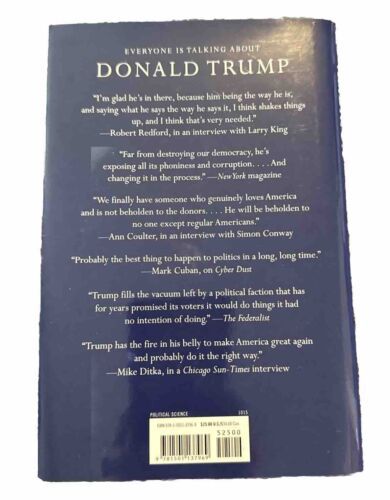 EVERYONE IS TALKING ABOUT
DONALD TRUMP
"I'm glad he's in there, because him being the way he is,
and saying what he says the way he says it, I think shakes things
up, and I think that's very needed."
—Robert Redford, in an interview with Larry King
"Far from destroying our democracy, he's
exposing all its phoniness and corruption. . . . And
changing it in the process." —New York magazine
"We finally have someone who genuinely loves America
and is not beholden to the donors. . . . He will be beholden to
no one except regular Americans."
—Ann Coulter, in an interview with Simon Conway
"Probably the best thing to happen to politics in a long, long time."
—Mark Cuban, on Cyber Dust
"Trump fills the vacuum left by a political faction that has
for years promised its voters it would do things it had
no intention of doing." —The Federalist
"Trump has the fire in his belly to make America great again
and probably do it the right way."
—Mike Ditka, in a Chicago Sun-Times interview
POLITICAL SCIENCE 1015
52500
9 781501 137969